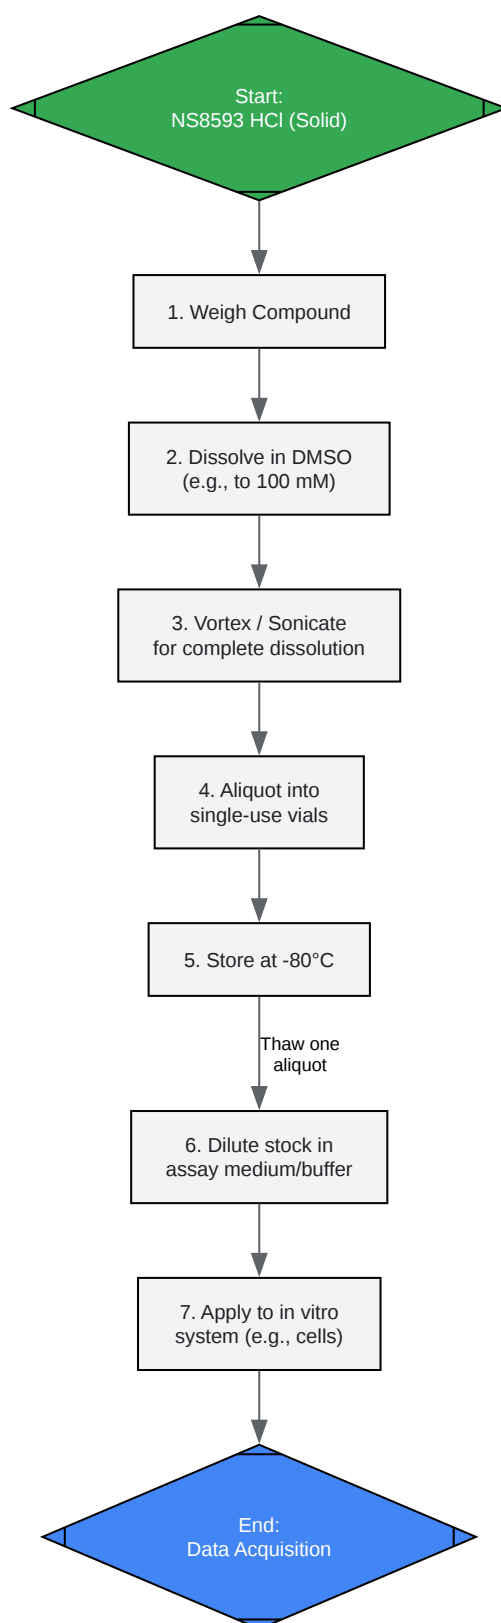 Start:
NS8593 HCl (Solid)
1. Weigh Compound
2. Dissolve in DMSO
(e.g., to 100 mM)
3. Vortex / Sonicate
for complete dissolution
4. Aliquot into
single-use vials
5. Store at -80°C
Thaw one
aliquot
6. Dilute stock in
assay medium/buffer
7. Apply to in vitro
system (e.g., cells)
End:
Data Acquisition